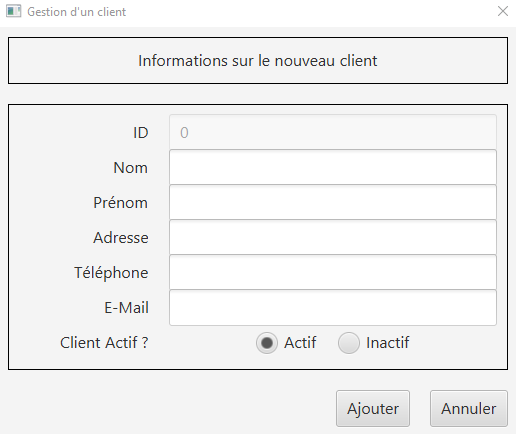 Gestion d'un client
Informations sur le nouveau client
ID 0
Nom
Prénom
Adresse
Téléphone
E-Mail
Client Actif ? Actif Inactif
Ajouter Annuler